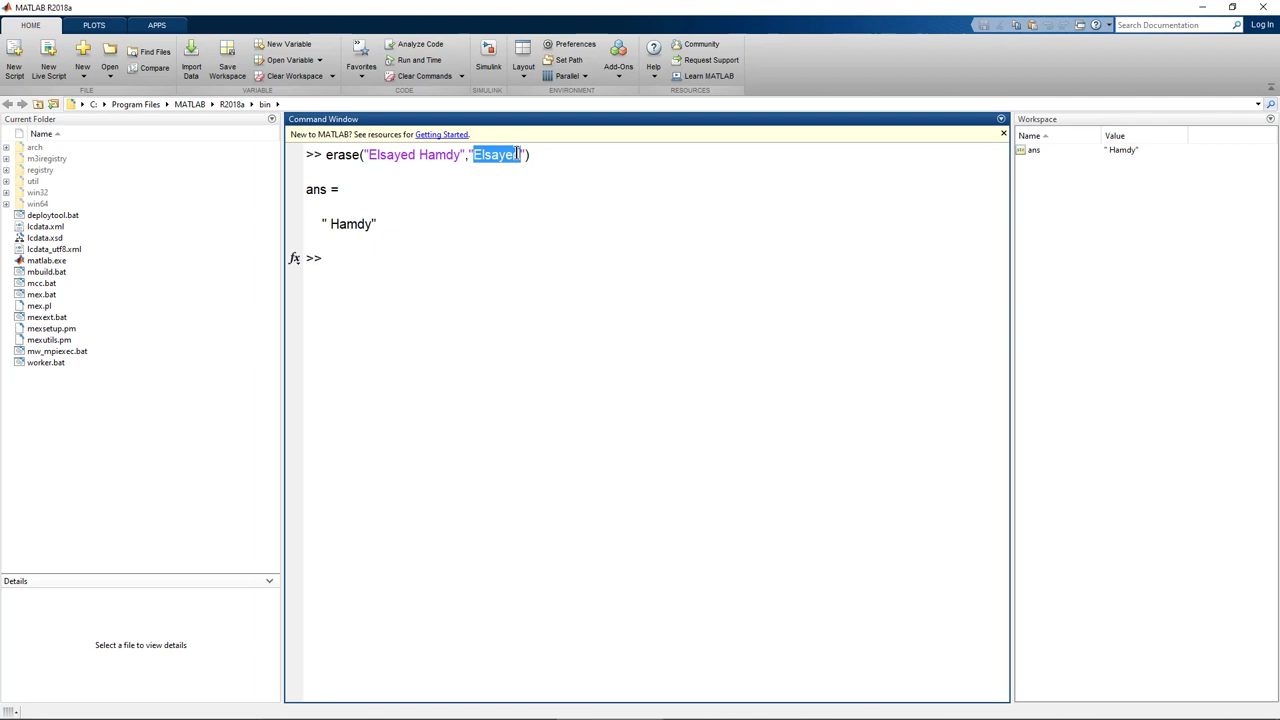 MATLAB R2018a
HOME PLOTS APPS Search Documentation Log In
New Script New Live Script New Open Find Files Compare Import Data Save Workspace New Variable Open Variable Clear Workspace Favorites Analyze Code Run and Time Clear Commands Simulink Layout Preferences Set Path Parallel Add-Ons Help Community Request Support Learn MATLAB
FILE VARIABLE CODE SIMULINK ENVIRONMENT RESOURCES
C: Program Files MATLAB R2018a bin
Current Folder
Name
arch
m3iregistry
registry
util
win32
win64
deploytool.bat
lcdata.xml
lcdata.xsd
lcdata_utf8.xml
matlab.exe
mbuild.bat
mcc.bat
mex.bat
mex.pl
mexext.bat
mexsetup.pm
mexutils.pm
mw_mpiexec.bat
worker.bat
Details
Select a file to view details
Command Window
New to MATLAB? See resources for Getting Started.
>> erase("Elsayed Hamdy","Elsayed")
ans =
" Hamdy"
fx >>
Workspace
Name Value
ans " Hamdy"